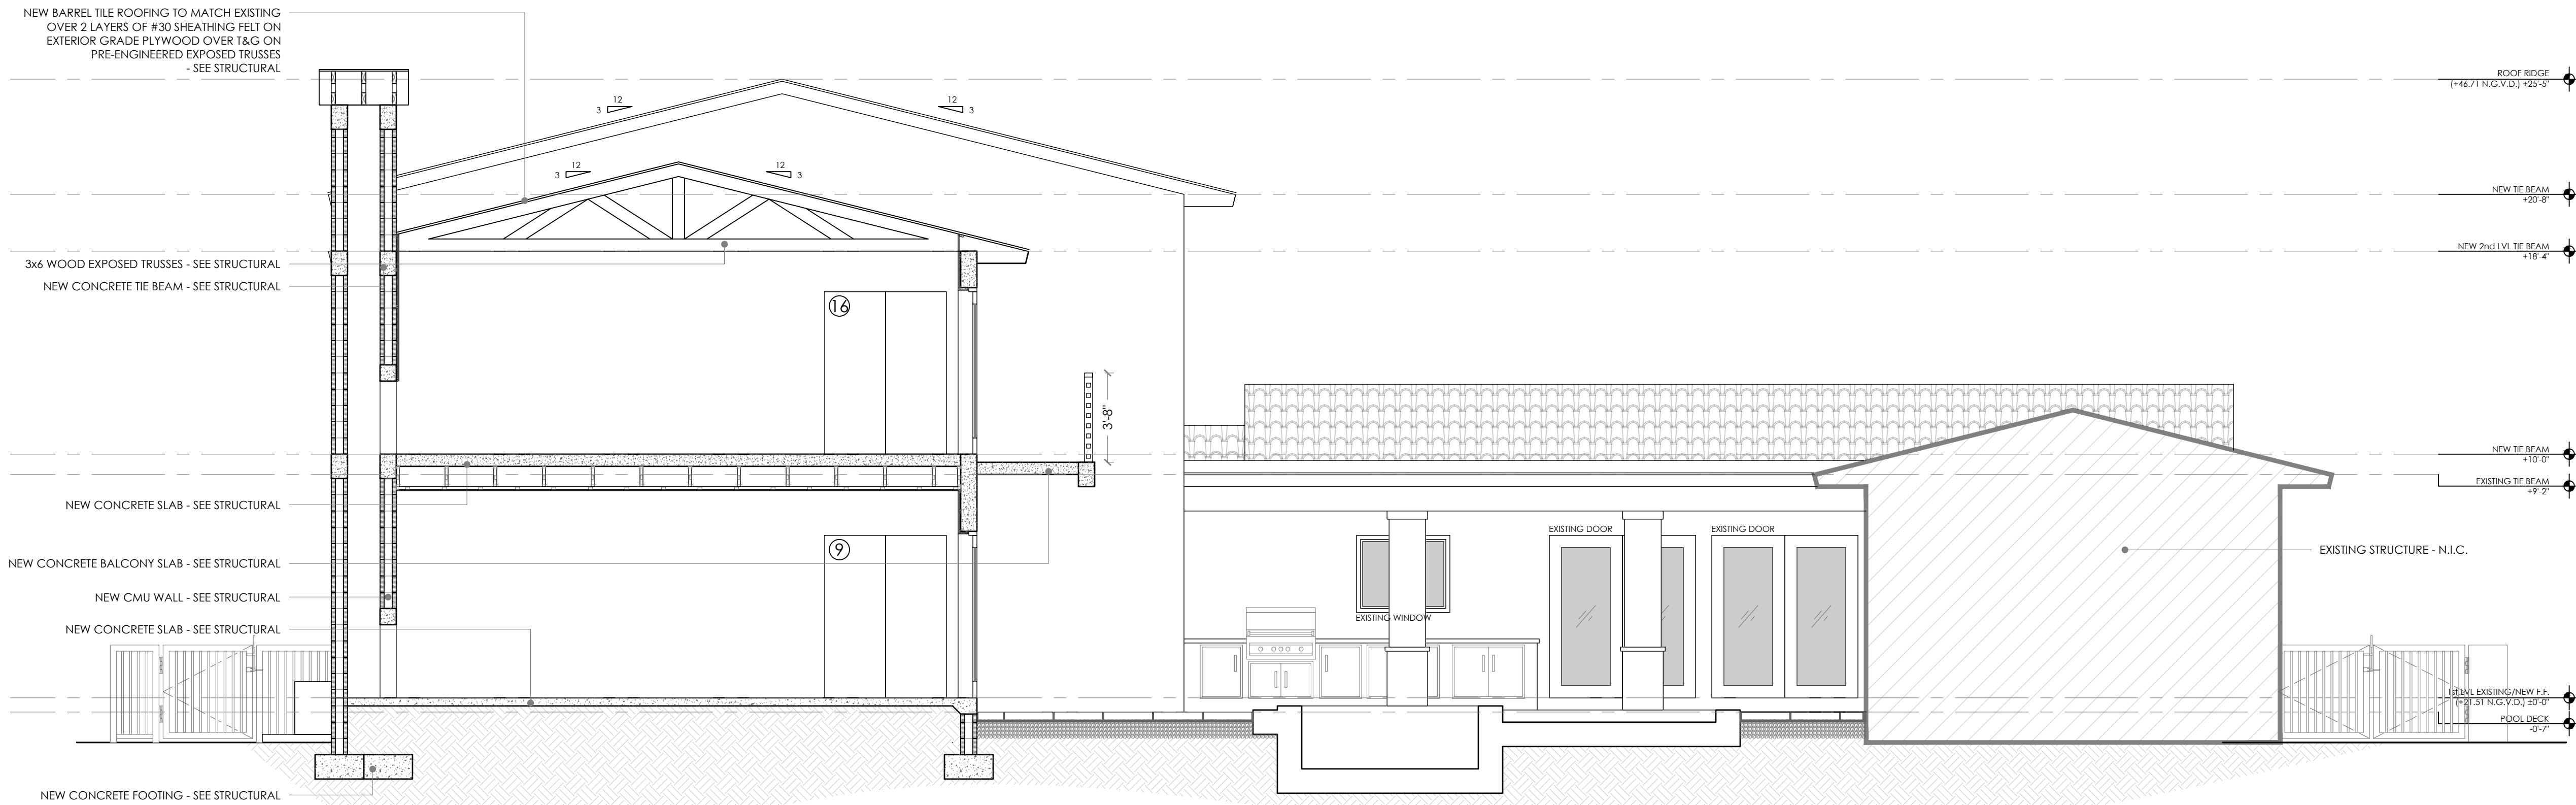 NEW BARREL TILE ROOFING TO MATCH EXISTING
OVER 2 LAYERS OF #30 SHEATHING FELT ON
EXTERIOR GRADE PLYWOOD OVER T&G ON
PRE-ENGINEERED EXPOSED TRUSSES
- SEE STRUCTURAL
12
3
12
3
12
3
12
3
ROOF RIDGE
(+46.71 N.G.V.D.) +25'-5"
NEW TIE BEAM
+20'-8"
NEW 2nd LVL TIE BEAM
+18'-4"
3x6 WOOD EXPOSED TRUSSES - SEE STRUCTURAL
NEW CONCRETE TIE BEAM - SEE STRUCTURAL
16
3'-8"
NEW TIE BEAM
+10'-0"
EXISTING TIE BEAM
+9'-2"
NEW CONCRETE SLAB - SEE STRUCTURAL
EXISTING DOOR
EXISTING DOOR
9
EXISTING STRUCTURE - N.I.C.
NEW CONCRETE BALCONY SLAB - SEE STRUCTURAL
NEW CMU WALL - SEE STRUCTURAL
EXISTING WINDOW
NEW CONCRETE SLAB - SEE STRUCTURAL
1st LVL EXISTING/NEW F.F.
(+21.51 N.G.V.D.) ±0'-0"
POOL DECK
-0'-7"
NEW CONCRETE FOOTING - SEE STRUCTURAL